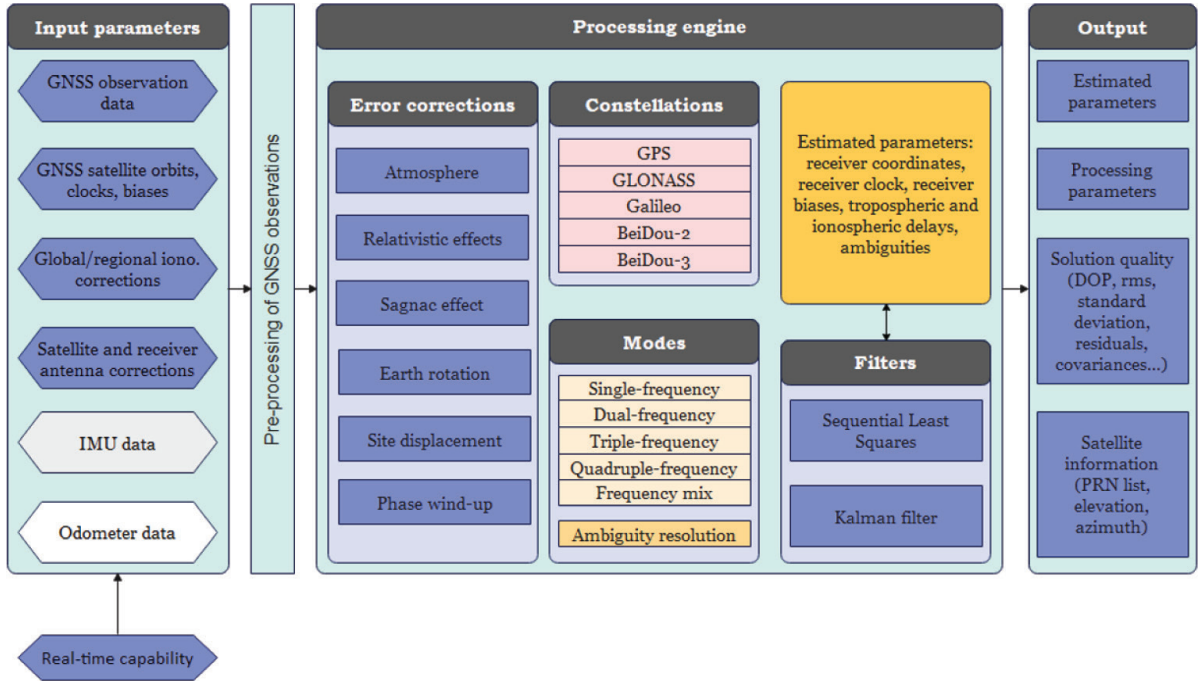 Input parameters
GNSS observation
data
GNSS satellite orbits,
clocks, biases
Global/regional iono.
corrections
Satellite and receiver
antenna corrections
IMU data
Odometer data
Real-time capability
Pre-processing of GNSS observations
Processing engine
Error corrections
Atmosphere
Relativistic effects
Sagnac effect
Earth rotation
Site displacement
Phase wind-up
Constellations
GPS
GLONASS
Galileo
BeiDou-2
BeiDou-3
Modes
Single-frequency
Dual-frequency
Triple-frequency
Quadruple-frequency
Frequency mix
Ambiguity resolution
Estimated parameters:
receiver coordinates,
receiver clock, receiver
biases, tropospheric and
ionospheric delays,
ambiguities
Filters
Sequential Least
Squares
Kalman filter
Output
Estimated
parameters
Processing
parameters
Solution quality
(DOP, rms,
standard
deviation,
residuals,
covariances...)
Satellite
information
(PRN list,
elevation,
azimuth)